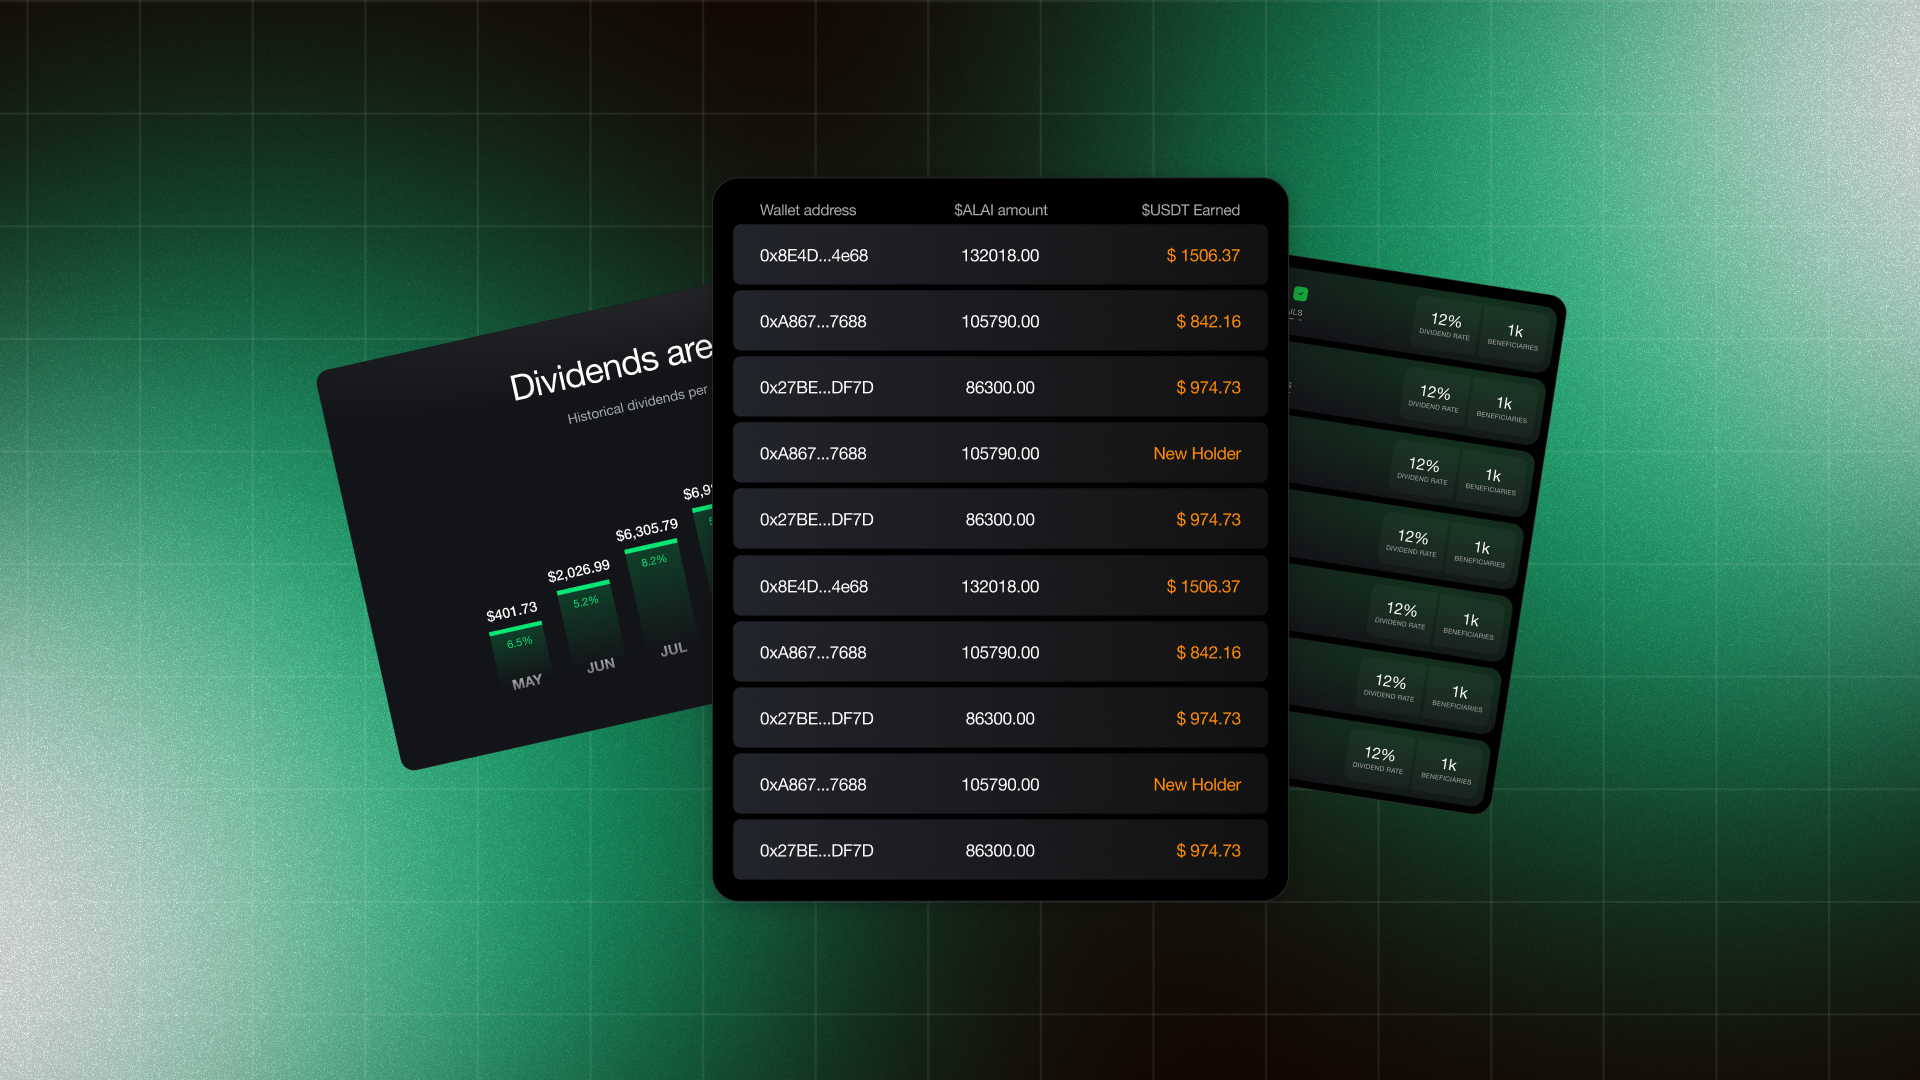 Dividends are
Historical dividends per
$401.73
6.5%
MAY
$2,026.99
5.2%
JUN
$6,305.79
8.2%
JUL
$6,9
Wallet address $ALAI amount $USDT Earned
0x8E4D...4e68 132018.00 $ 1506.37
0xA867...7688 105790.00 $ 842.16
0x27BE...DF7D 86300.00 $ 974.73
0xA867...7688 105790.00 New Holder
0x27BE...DF7D 86300.00 $ 974.73
0x8E4D...4e68 132018.00 $ 1506.37
0xA867...7688 105790.00 $ 842.16
0x27BE...DF7D 86300.00 $ 974.73
0xA867...7688 105790.00 New Holder
0x27BE...DF7D 86300.00 $ 974.73
12% 1k
DIVIDEND RATE BENEFICIARIES
12% 1k
DIVIDEND RATE BENEFICIARIES
12% 1k
DIVIDEND RATE BENEFICIARIES
12% 1k
DIVIDEND RATE BENEFICIARIES
12% 1k
DIVIDEND RATE BENEFICIARIES
12% 1k
DIVIDEND RATE BENEFICIARIES
12% 1k
DIVIDEND RATE BENEFICIARIES